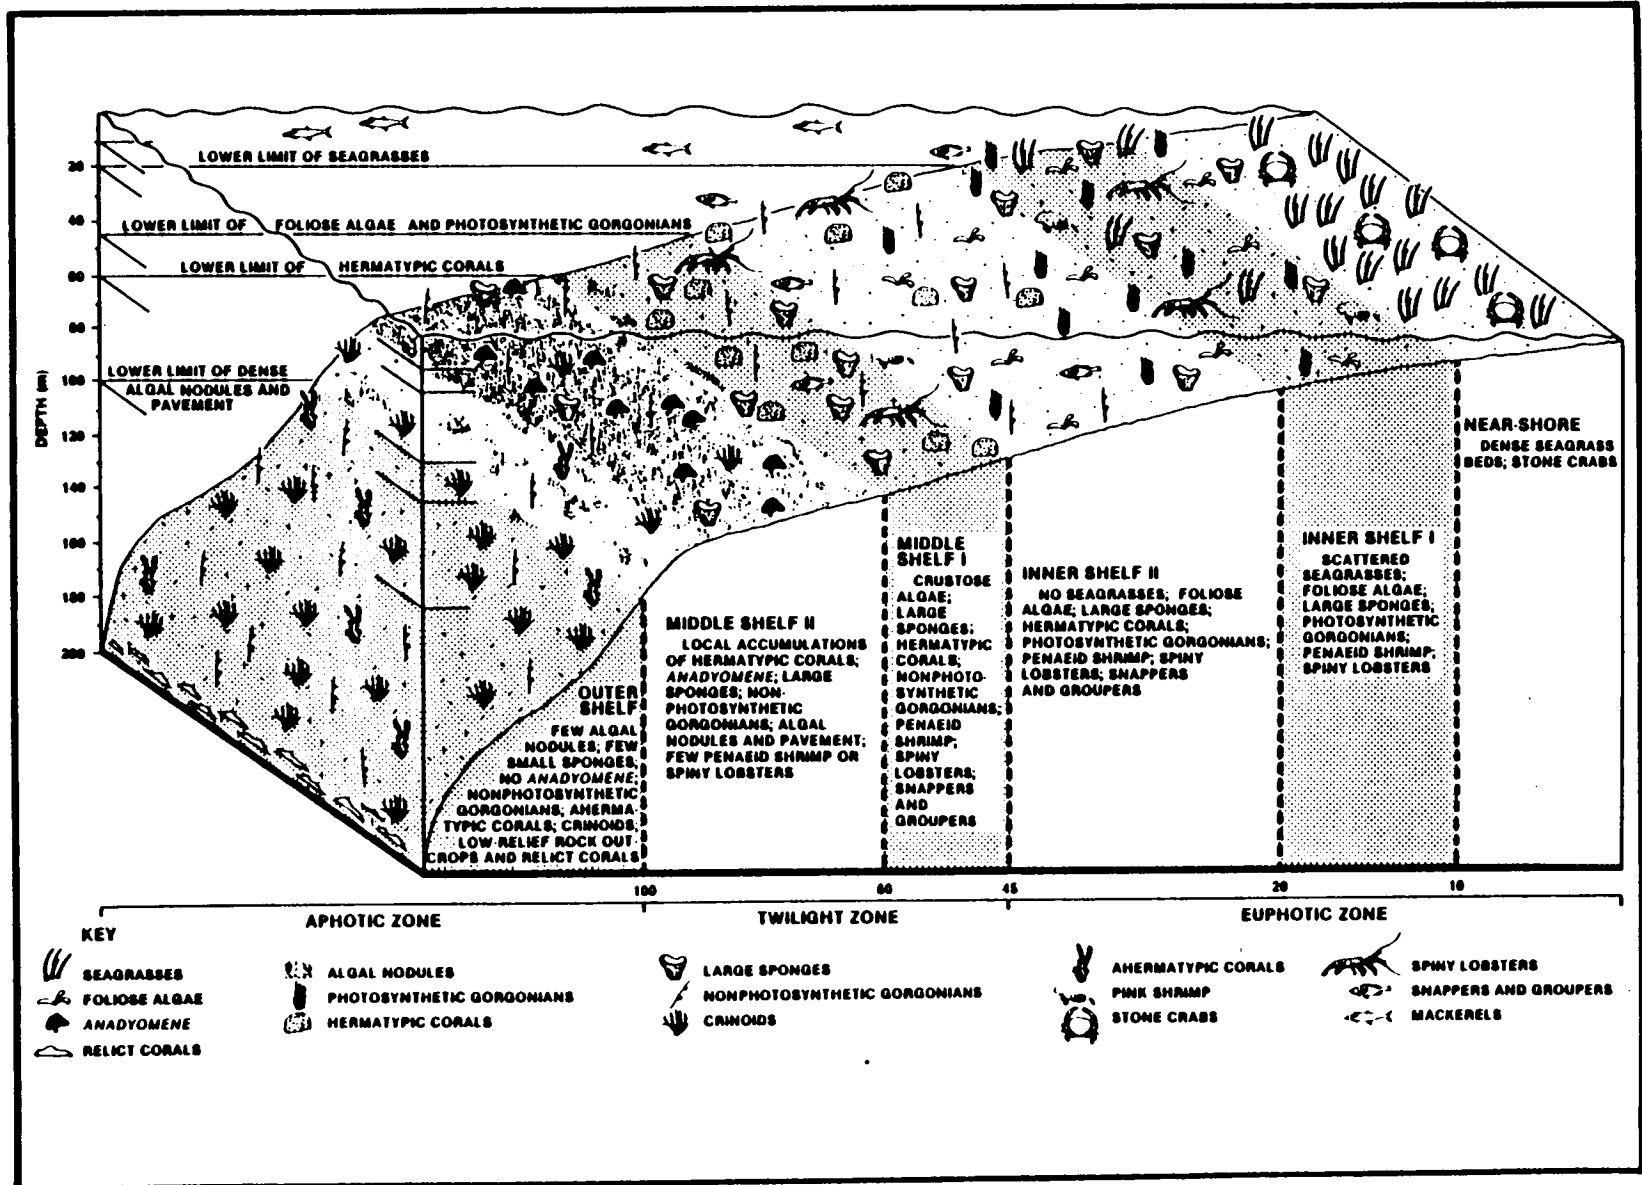 LOWER LIMIT OF SEAGRASSES
LOWER LIMIT OF FOLIOSE ALGAE AND PHOTOSYNTHETIC GORGONIANS
LOWER LIMIT OF HERMATYPIC CORALS
LOWER LIMIT OF DENSE
ALGAL NODULES AND
PAVEMENT
DEPTH (m)
20
40
60
80
100
120
140
160
180
200
OUTER
SHELF
FEW ALGAL
NODULES; FEW
SMALL SPONGES,
NO ANADYOMENE;
NONPHOTOSYNTHETIC
GORGONIANS; AHERMA-
TYPIC CORALS; CRINOIDS,
LOW-RELIEF ROCK OUT-
CROPS AND RELICT CORALS
MIDDLE SHELF II
LOCAL ACCUMULATIONS
OF HERMATYPIC CORALS;
ANADYOMENE; LARGE
SPONGES; NON-
PHOTOSYNTHETIC
GORGONIANS; ALGAL
NODULES AND PAVEMENT;
FEW PENAEID SHRIMP OR
SPINY LOBSTERS
MIDDLE
SHELF I
CRUSTOSE
ALGAE;
LARGE
SPONGES;
HERMATYPIC
CORALS;
NONPHOTO-
SYNTHETIC
GORGONIANS;
PENAEID
SHRIMP;
SPINY
LOBSTERS;
SNAPPERS
AND
GROUPERS
INNER SHELF II
NO SEAGRASSES; FOLIOSE
ALGAE; LARGE SPONGES;
HERMATYPIC CORALS;
PHOTOSYNTHETIC GORGONIANS;
PENAEID SHRIMP; SPINY
LOBSTERS; SNAPPERS
AND GROUPERS
INNER SHELF I
SCATTERED
SEAGRASSES;
FOLIOSE ALGAE;
LARGE SPONGES;
PHOTOSYNTHETIC
GORGONIANS;
PENAEID SHRIMP;
SPINY LOBSTERS
NEAR-SHORE
DENSE SEAGRASS
BEDS; STONE CRABS
100 60 45 20 10
APHOTIC ZONE TWILIGHT ZONE EUPHOTIC ZONE
KEY
SEAGRASSES
FOLIOSE ALGAE
ANADYOMENE
RELICT CORALS
ALGAL NODULES
PHOTOSYNTHETIC GORGONIANS
HERMATYPIC CORALS
LARGE SPONGES
NONPHOTOSYNTHETIC GORGONIANS
CRINOIDS
AHERMATYPIC CORALS
PINK SHRIMP
STONE CRABS
SPINY LOBSTERS
SNAPPERS AND GROUPERS
MACKERELS